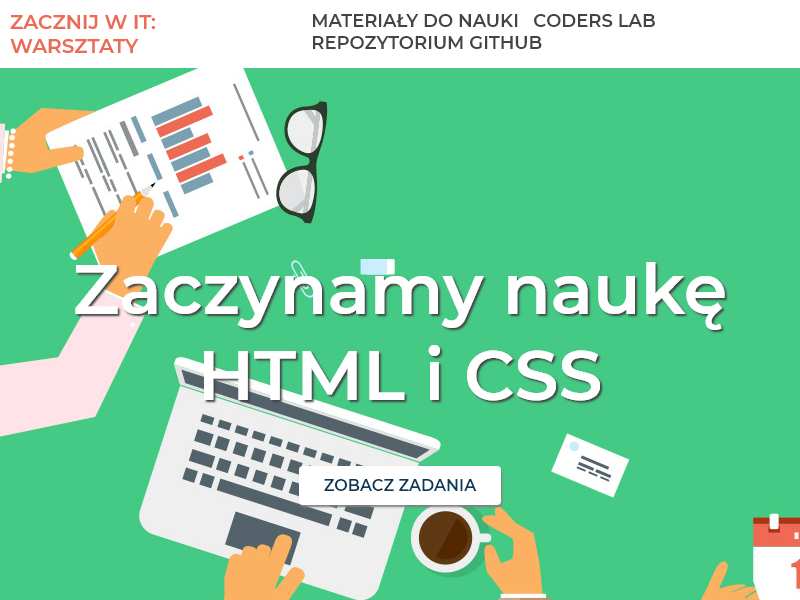 ZACZNIJ W IT:
WARSZTATY
MATERIAŁY DO NAUKI CODERS LAB
REPOZYTORIUM GITHUB
Zaczynamy naukę
HTML i CSS
ZOBACZ ZADANIA